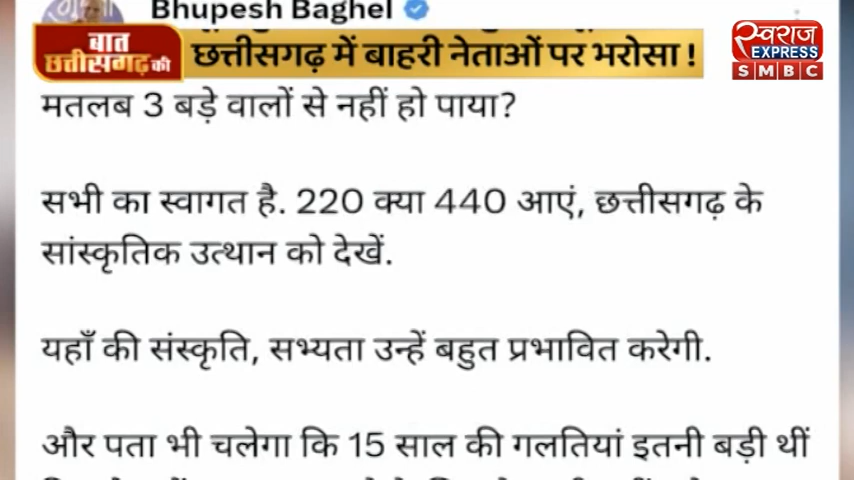 Bhupesh Baghel
बात
छत्तीसगढ़ की
छत्तीसगढ़ में बाहरी नेताओं पर भरोसा !
स्वराज
EXPRESS
SMBC
मतलब 3 बड़े वालों से नहीं हो पाया?
सभी का स्वागत है. 220 क्या 440 आएं, छत्तीसगढ़ के
सांस्कृतिक उत्थान को देखें.
यहाँ की संस्कृति, सभ्यता उन्हें बहुत प्रभावित करेगी.
और पता भी चलेगा कि 15 साल की गलतियां इतनी बड़ी थीं